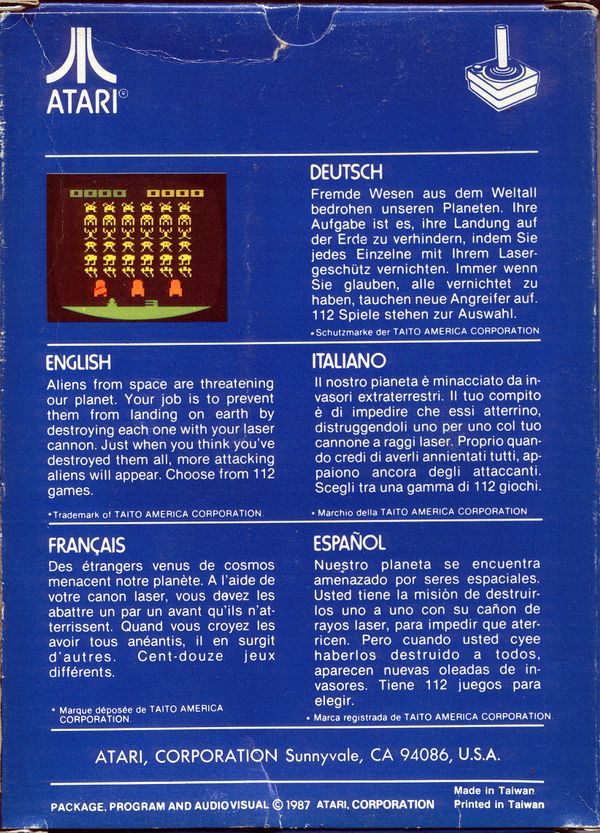 ATARI
DEUTSCH
Fremde Wesen aus dem Weltall
bedrohen unseren Planeten. Ihre
Aufgabe ist es, ihre Landung auf
der Erde zu verhindern, indem Sie
jedes Einzelne mit Ihrem Laser-
geschütz vernichten. Immer wenn
Sie glauben, alle vernichtet zu
haben, tauchen neue Angreifer auf.
112 Spiele stehen zur Auswahl.
•Schutzmarke der TAITO AMERICA CORPORATION.
0000 0000
3
ENGLISH
Aliens from space are threatening
our planet. Your job is to prevent
them from landing on earth by
destroying each one with your laser
cannon. Just when you think you've
destroyed them all, more attacking
aliens will appear. Choose from 112
games.
•Trademark of TAITO AMERICA CORPORATION.
ITALIANO
Il nostro pianeta è minacciato da in-
vasori extraterrestri. Il tuo compito
è di impedire che essi atterrino,
distruggendoli uno per uno col tuo
cannone a raggi laser. Proprio quan-
do credi di averli annientati tutti, ap-
paiono ancora degli attaccanti.
Scegli tra una gamma di 112 giochi.
• Marchio della TAITO AMERICA CORPORATION
FRANÇAIS
Des étrangers venus de cosmos
menacent notre planète. A l'aide de
votre canon laser, vous devez les
abattre un par un avant qu'ils n'at-
terrissent. Quand vous croyez les
avoir tous anéantis, il en surgit
d'autres. Cent-douze jeux
différents.
• Marque déposée de TAITO AMERICA
CORPORATION.
ESPAÑOL
Nuestro planeta se encuentra
amenazado por seres espaciales.
Usted tiene la misión de destruir-
los uno a uno con su cañon de
rayos laser, para impedir que ater-
ricen. Pero cuando usted cyee
haberlos destruido a todos,
aparecen nuevas oleadas de in-
vasores. Tiene 112 juegos para
elegir.
• Marca registrada de TAITO AMERICA CORPORATION
ATARI, CORPORATION Sunnyvale, CA 94086, U.S.A.
PACKAGE, PROGRAM AND AUDIOVISUAL © 1987 ATARI, CORPORATION
Made in Taiwan
Printed in Taiwan